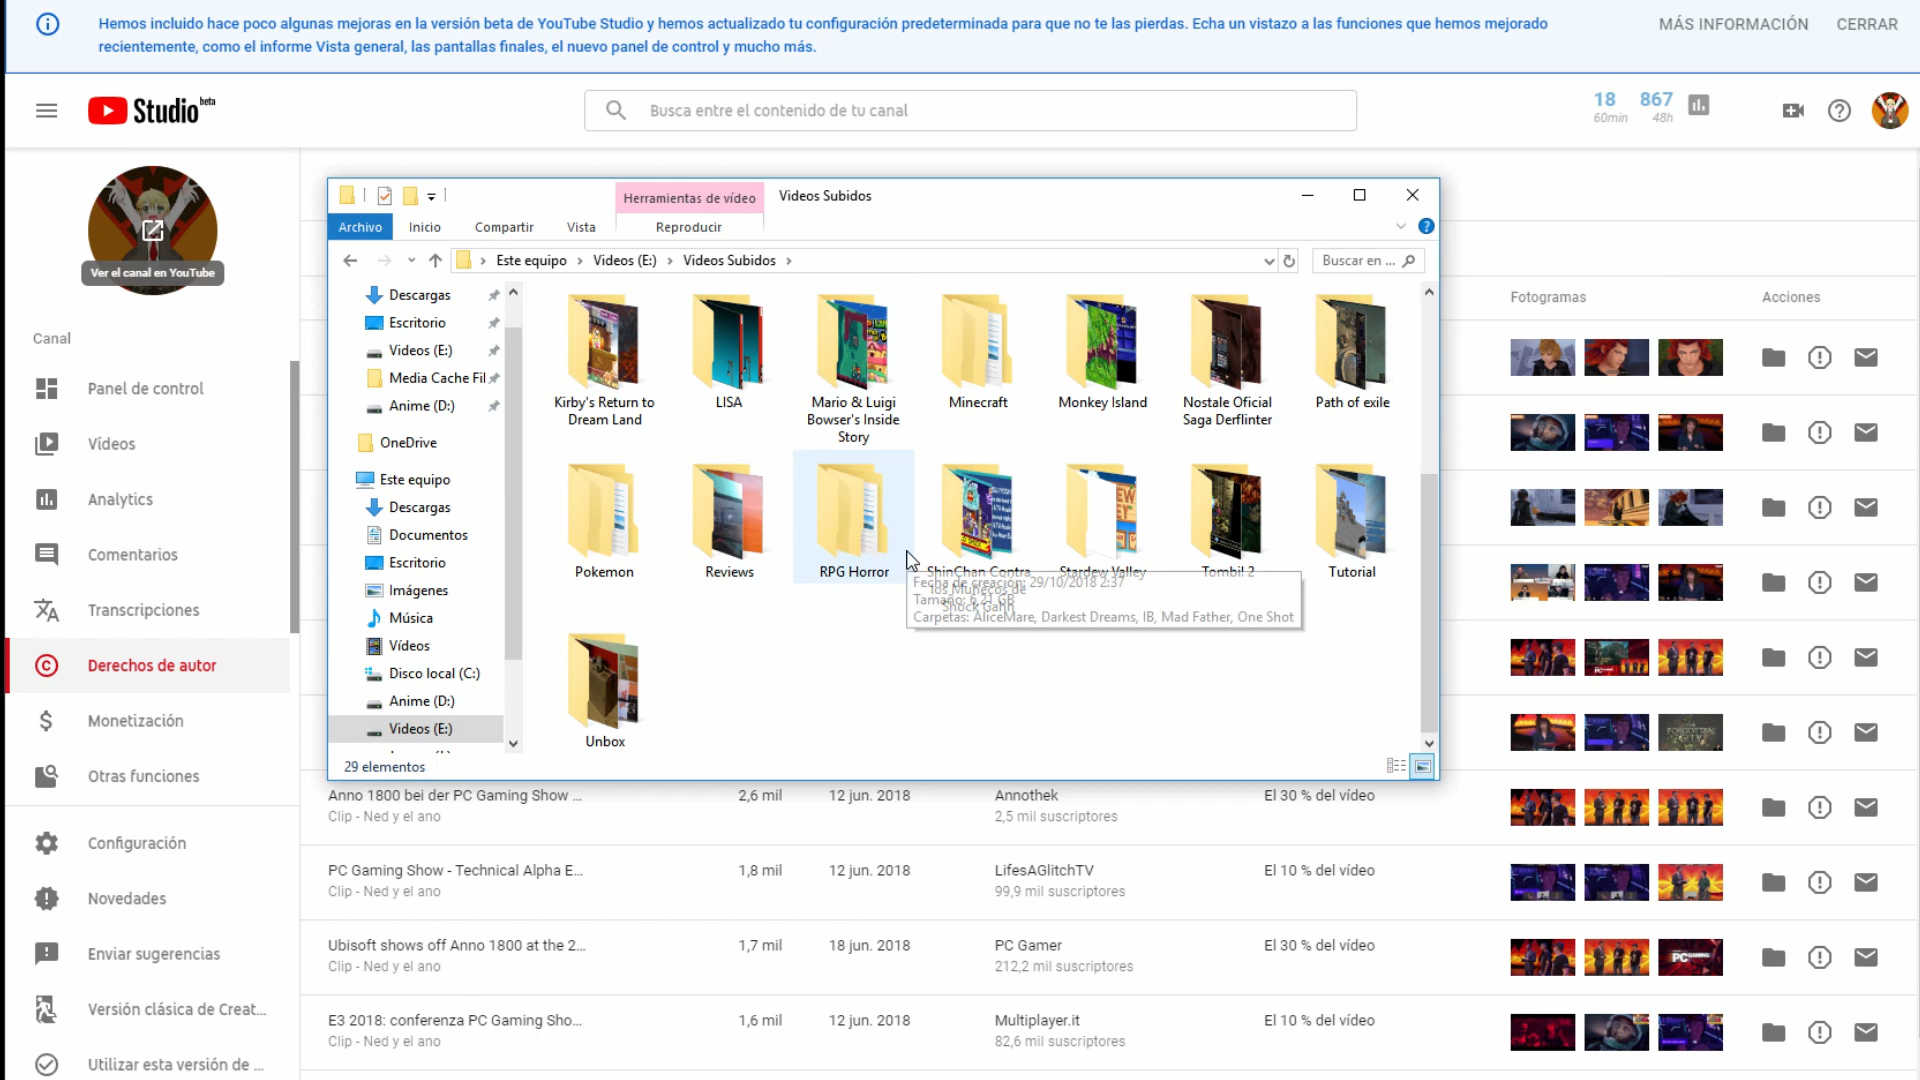 Hemos incluido hace poco algunas mejoras en la versión beta de YouTube Studio y hemos actualizado tu configuración predeterminada para que no te las pierdas. Echa un vistazo a las funciones que hemos mejorado
recientemente, como el informe Vista general, las pantallas finales, el nuevo panel de control y mucho más.
MÁS INFORMACIÓN
CERRAR
Studio beta
Busca entre el contenido de tu canal
18 867
60min 48h
Ver el canal en YouTube
Canal
Panel de control
Vídeos
Analytics
Comentarios
Transcripciones
Derechos de autor
Monetización
Otras funciones
Configuración
Novedades
Enviar sugerencias
Versión clásica de Creat...
Utilizar esta versión de ...
Herramientas de vídeo
Videos Subidos
Archivo
Inicio
Compartir
Vista
Reproducir
Este equipo
Videos (E:)
Videos Subidos
Buscar en ...
Descargas
Escritorio
Videos (E:)
Media Cache Fil
Anime (D:)
OneDrive
Este equipo
Descargas
Documentos
Escritorio
Imágenes
Música
Vídeos
Disco local (C:)
Anime (D:)
Videos (E:)
Kirby's Return to
Dream Land
LISA
Mario & Luigi
Bowser's Inside
Story
Minecraft
Monkey Island
Nostale Oficial
Saga Derflinter
Path of exile
Pokemon
Reviews
RPG Horror
ShinChan Contra
los Muñecos de
Shock Gahn
Stardew Valley
Tombil 2
Tutorial
Fecha de creación: 29/10/2018 2:37
Tamaño: 6,21 GB
Carpetas: AliceMare, Darkest Dreams, IB, Mad Father, One Shot
Unbox
29 elementos
Fotogramas
Acciones
Anno 1800 bei der PC Gaming Show ...
Clip - Ned y el ano
2,6 mil
12 jun. 2018
Annothek
2,5 mil suscriptores
El 30 % del vídeo
PC Gaming Show - Technical Alpha E...
Clip - Ned y el ano
1,8 mil
12 jun. 2018
LifesAGlitchTV
99,9 mil suscriptores
El 10 % del vídeo
Ubisoft shows off Anno 1800 at the 2...
Clip - Ned y el ano
1,7 mil
18 jun. 2018
PC Gamer
212,2 mil suscriptores
El 30 % del vídeo
E3 2018: conferenza PC Gaming Sho...
Clip - Ned y el ano
1,6 mil
12 jun. 2018
Multiplayer.it
82,6 mil suscriptores
El 10 % del vídeo